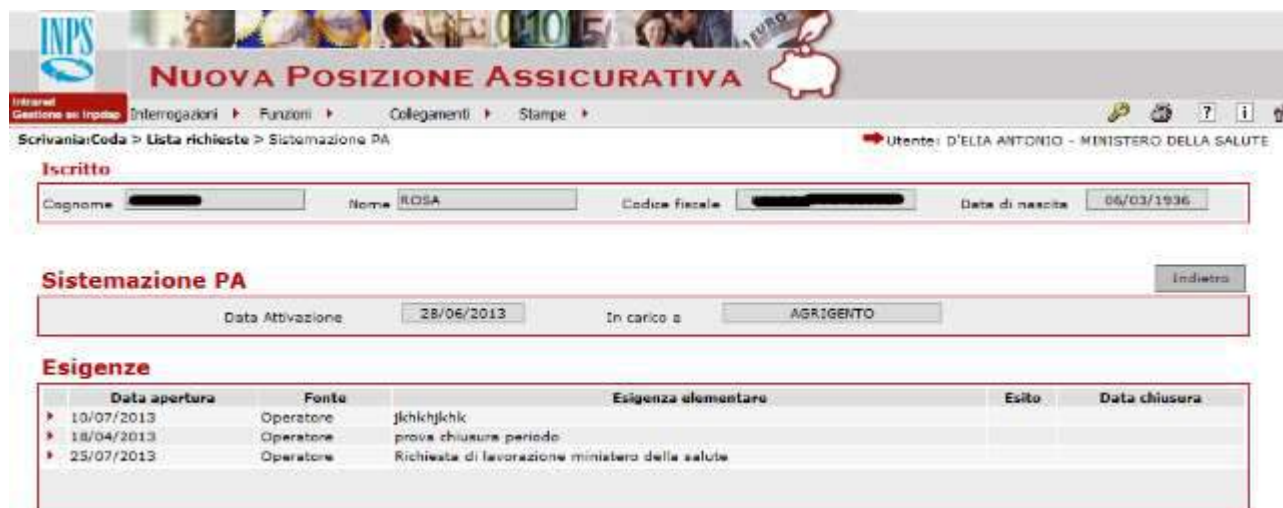 INPS
NUOVA POSIZIONE ASSICURATIVA
EURO
Intranet
Gestione ex Inpdap Interrogazioni Funzioni Collegamenti Stampe ? i
Scrivania:Coda > Lista richieste > Sistemazione PA Utente: D'ELIA ANTONIO - MINISTERO DELLA SALUTE
Iscritto
Cognome Nome ROSA Codice fiscale Data di nascita 06/03/1936
Sistemazione PA Indietro
Data Attivazione 28/06/2013 In carico a AGRIGENTO
Esigenze
Data apertura Fonte Esigenza elementare Esito Data chiusura
10/07/2013 Operatore jkhkhjkhk
18/04/2013 Operatore prova chiusura periodo
25/07/2013 Operatore Richiesta di lavorazione ministero della salute